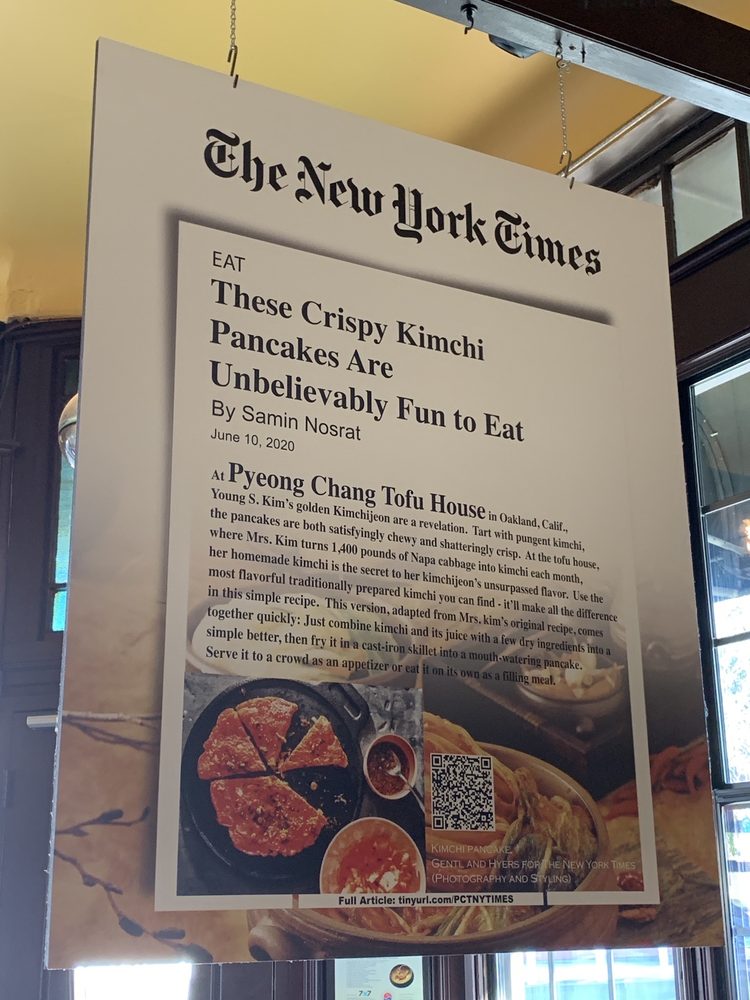 The New York Times
EAT
These Crispy Kimchi
Pancakes Are
Unbelievably Fun to Eat
By Samin Nosrat
June 10, 2020
At Pyeong Chang Tofu House in Oakland, Calif.,
Young S. Kim's golden Kimchijeon are a revelation. Tart with pungent kimchi,
the pancakes are both satisfyingly chewy and shatteringly crisp. At the tofu house,
where Mrs. Kim turns 1,400 pounds of Napa cabbage into kimchi each month,
her homemade kimchi is the secret to her kimchijeon's unsurpassed flavor. Use the
most flavorful traditionally prepared kimchi you can find - it'll make all the difference
in this simple recipe. This version, adapted from Mrs. kim's original recipe, comes
together quickly: Just combine kimchi and its juice with a few dry ingredients into a
simple better, then fry it in a cast-iron skillet into a mouth-watering pancake.
Serve it to a crowd as an appetizer or eat it on its own as a filling meal.
KIMCHI PANCAKE,
GENTL AND HYERS FOR THE NEW YORK TIMES
(PHOTOGRAPHY AND STYLING)
Full Article: tinyurl.com/PCTNYTIMES
7x7